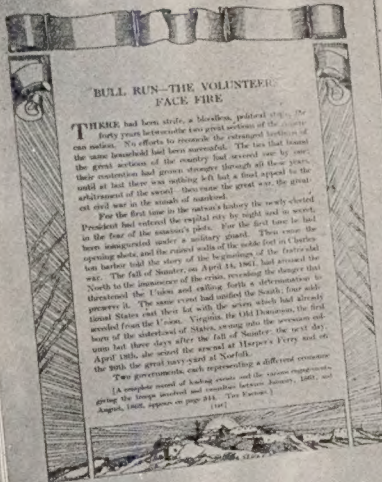 BULL RUN—THE VOLUNTEERS
FACE FIRE
THERE had been strife, a bloodless, political strife, for
forty years between the two great sections of the
can nation. No efforts to reconcile the estranged brethren of
the same household had been successful. The ties that bound
the great sections of the country had severed one by one;
their contention had grown stronger through all these years,
until at last there was nothing left but a final appeal to the
arbitrament of the sword—then came the great war, the great-
est civil war in the annals of mankind.
For the first time in the nation's history the newly elected
President had entered the capital city by night and in secret,
in the fear of the assassin's plots. For the first time he had
been inaugurated under a military guard. Then came the
opening shots, and the ruined walls of the noble fort in Charles-
ton harbor told the story of the beginnings of the fratricidal
war. The fall of Sumter, on April 14, 1861, had aroused the
North to the imminence of the crisis, revealing the danger that
threatened the Union and calling forth a determination to
preserve it. The same event had unified the South; four addi-
tional States cast their lot with the seven which had already
seceded from the Union. Virginia, the Old Dominion, the first
born of the sisterhood of States, swung into the secession col-
umn but three days after the fall of Sumter; the next day,
April 18th, she seized the arsenal at Harper's Ferry and on
the 20th the great navy-yard at Norfolk.
Two governments, each representing a different economic
[A complete record of leading events and the various engagements,
giving the troops involved and casualties between January, 1861, and
August, 1862, appears on page 344. THE EDITORS.]